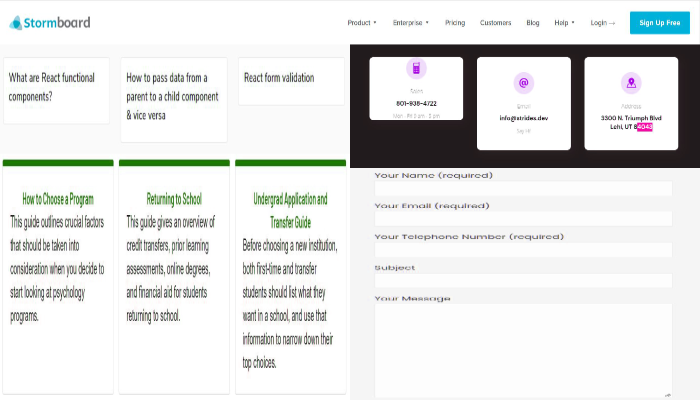 Stormboard
Product Enterprise Pricing Customers Blog Help Login → Sign Up Free
What are React functional
components?
How to pass data from a
parent to a child component
& vice versa
React form validation
How to Choose a Program
This guide outlines crucial factors
that should be taken into
consideration when you decide to
start looking at psychology
programs.
Returning to School
This guide gives an overview of
credit transfers, prior learning
assessments, online degrees,
and financial aid for students
returning to school.
Undergrad Application and
Transfer Guide
Before choosing a new institution,
both first-time and transfer
students should list what they
want in a school, and use that
information to narrow down their
top choices.
Sales
801-938-4722
Mon - Fri
Email
info@strides.dev
Say Hi!
Address
3300 N. Triumph Blvd
Lehi, UT
Your Name (required)
Your Email (required)
Your Telephone Number (required)
Subject
Your Message